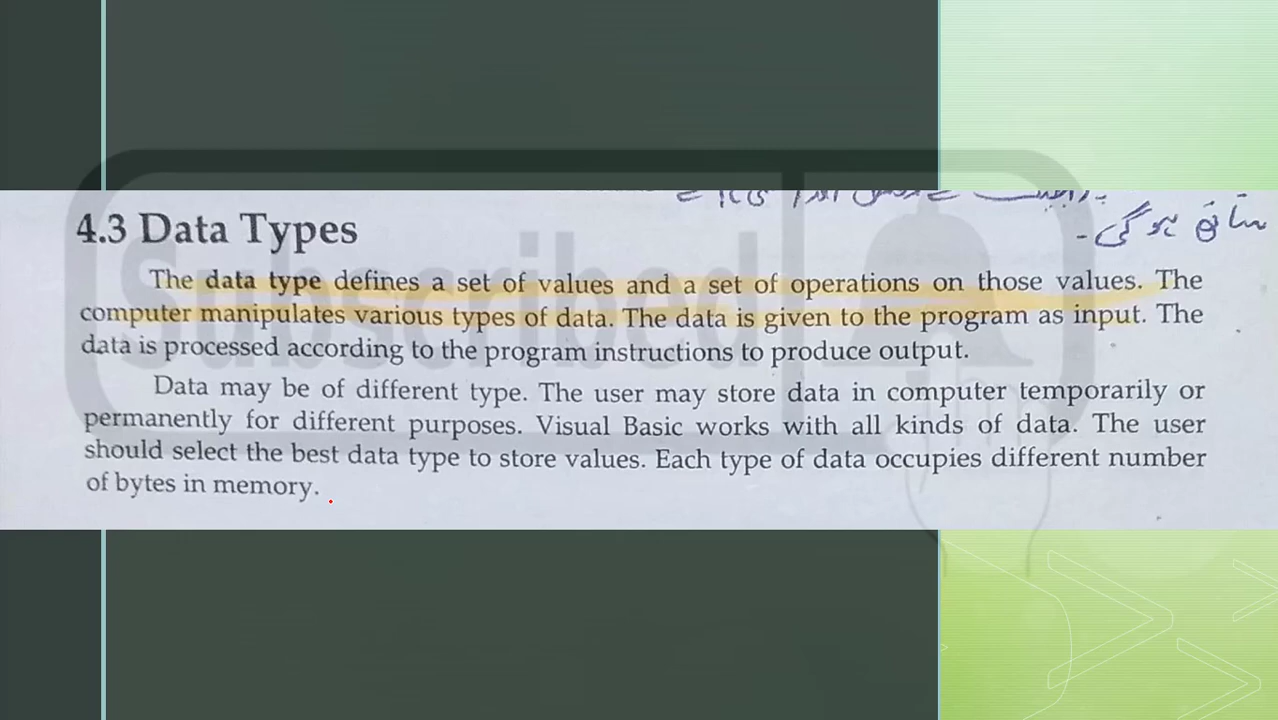 ساتھ ہو گی۔
4.3 Data Types
The data type defines a set of values and a set of operations on those values. The
computer manipulates various types of data. The data is given to the program as input. The
data is processed according to the program instructions to produce output.
Data may be of different type. The user may store data in computer temporarily or
permanently for different purposes. Visual Basic works with all kinds of data. The user
should select the best data type to store values. Each type of data occupies different number
of bytes in memory.
Subscribed